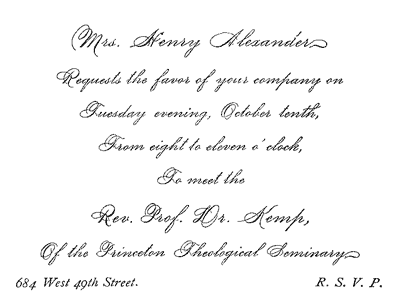 Mrs. Henry Alexander
Requests the favor of your company on
Tuesday evening, October tenth,
From eight to eleven o'clock,
To meet the
Rev. Prof. Dr. Kemp,
Of the Princeton Theological Seminary.
684 West 49th Street. R. S. V. P.